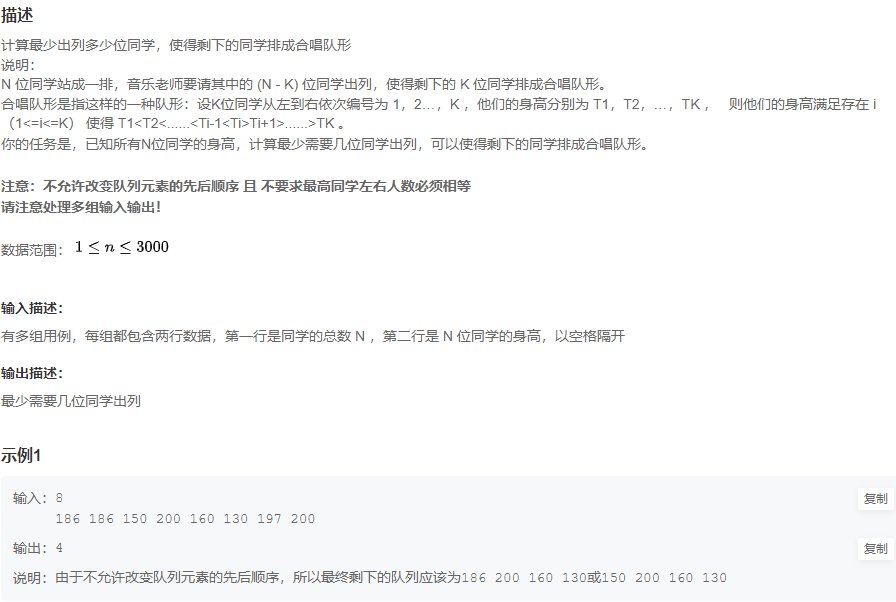 描述
计算最少出列多少位同学，使得剩下的同学排成合唱队形
说明：
N 位同学站成一排，音乐老师要请其中的 (N - K) 位同学出列，使得剩下的 K 位同学排成合唱队形。
合唱队形是指这样的一种队形：设K位同学从左到右依次编号为 1，2…，K ，他们的身高分别为 T1，T2，…，TK ， 则他们的身高满足存在 i
（1<=i<=K） 使得 T1<T2<......<Ti-1<Ti>Ti+1>......>TK 。
你的任务是，已知所有N位同学的身高，计算最少需要几位同学出列，可以使得剩下的同学排成合唱队形。
注意：不允许改变队列元素的先后顺序 且 不要求最高同学左右人数必须相等
请注意处理多组输入输出！
数据范围： 1 ≤ n ≤ 3000
输入描述：
有多组用例，每组都包含两行数据，第一行是同学的总数 N ，第二行是 N 位同学的身高，以空格隔开
输出描述：
最少需要几位同学出列
示例1
输入：8 复制
186 186 150 200 160 130 197 200
输出：4 复制
说明：由于不允许改变队列元素的先后顺序，所以最终剩下的队列应该为186 200 160 130或150 200 160 130